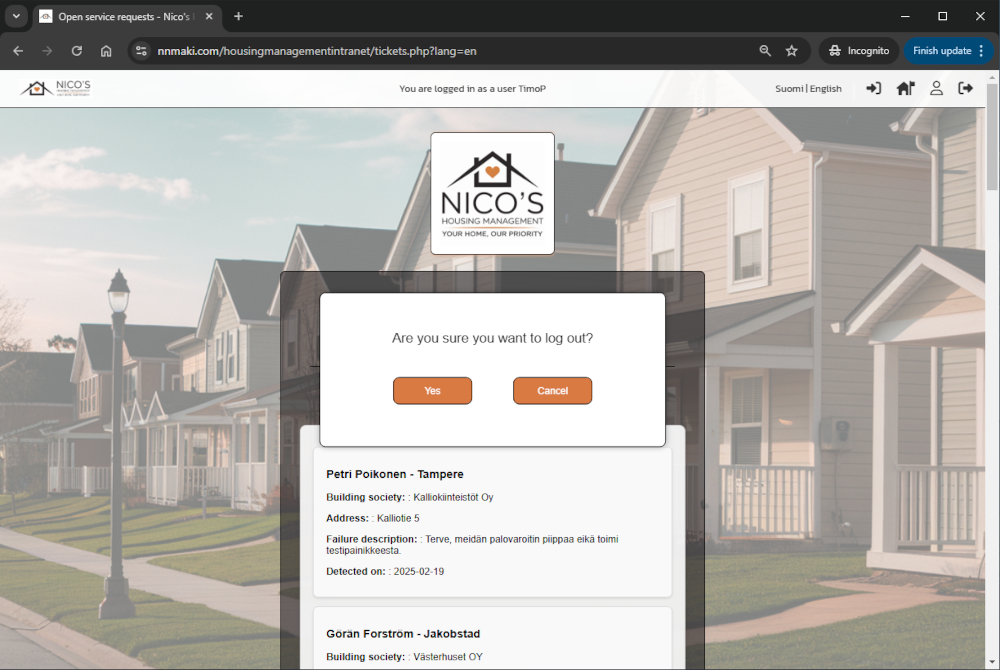 Open service requests - Nico's
nnmaki.com/housingmanagementintranet/tickets.php?lang=en
Incognito
Finish update
NICO'S
You are logged in as a user TimoP
Suomi | English
NICO'S
HOUSING MANAGEMENT
YOUR HOME, OUR PRIORITY
Are you sure you want to log out?
Yes
Cancel
Petri Poikonen - Tampere
Building society: : Kalliokiinteistöt Oy
Address: : Kalliotie 5
Failure description: : Terve, meidän palovaroitin piippaa eikä toimi
testipainikkeesta.
Detected on: : 2025-02-19
Görän Forström - Jakobstad
Building society: : Västerhuset OY